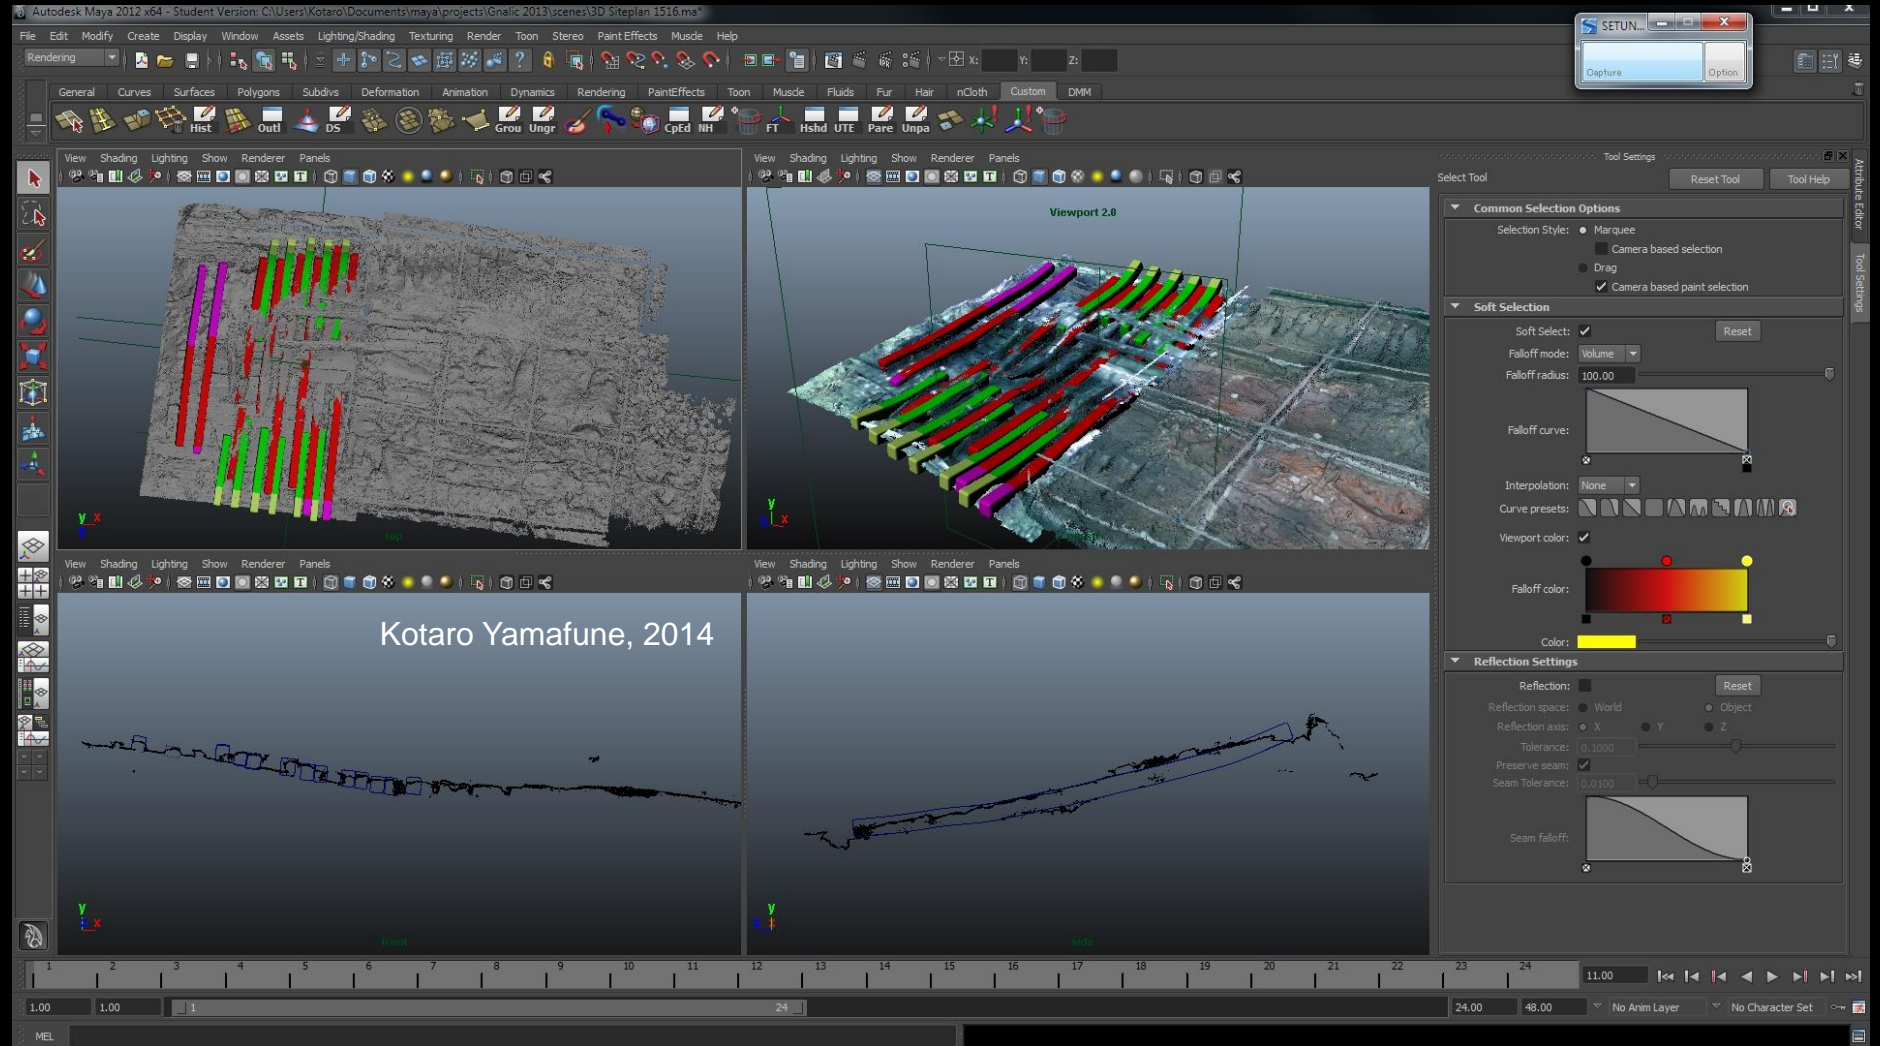 Autodesk Maya 2012 x64 - Student Version: C:\Users\Kotaro\Documents\maya\projects\Gnalic 2013\scenes\3D Siteplan 1516.ma*
SETUN...
File Edit Modify Create Display Window Assets Lighting/Shading Texturing Render Toon Stereo PaintEffects Muscle Help
Rendering X: Y: Z:
Capture Option
General Curves Surfaces Polygons Subdivs Deformation Animation Dynamics Rendering PaintEffects Toon Muscle Fluids Fur Hair nCloth Custom DMM
Hist Outl DS Grou Ungr CpEd NH FT Hshd UTE Pare Unpa
View Shading Lighting Show Renderer Panels
View Shading Lighting Show Renderer Panels
Viewport 2.0
y x
top
y x
persp
View Shading Lighting Show Renderer Panels
View Shading Lighting Show Renderer Panels
Kotaro Yamafune, 2014
y x
front
y
side
Tool Settings
Select Tool Reset Tool Tool Help
Attribute Editor
Tool Settings
Common Selection Options
Selection Style: Marquee
Camera based selection
Drag
Camera based paint selection
Soft Selection
Soft Select: Reset
Falloff mode: Volume
Falloff radius: 100.00
Falloff curve:
Interpolation: None
Curve presets:
Viewport color:
Falloff color:
Color:
Reflection Settings
Reflection: Reset
Reflection space: World Object
Reflection axis: X Y Z
Tolerance: 0.1000
Preserve seam:
Seam Tolerance: 0.0100
Seam falloff:
1 2 3 4 5 6 7 8 9 10 11 12 13 14 15 16 17 18 19 20 21 22 23 24 11.00
1.00 1.00 1 24 24.00 48.00 No Anim Layer No Character Set
MEL